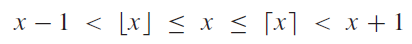 x − 1 < ⌊x⌋ ≤ x ≤ ⌈x⌉ < x + 1